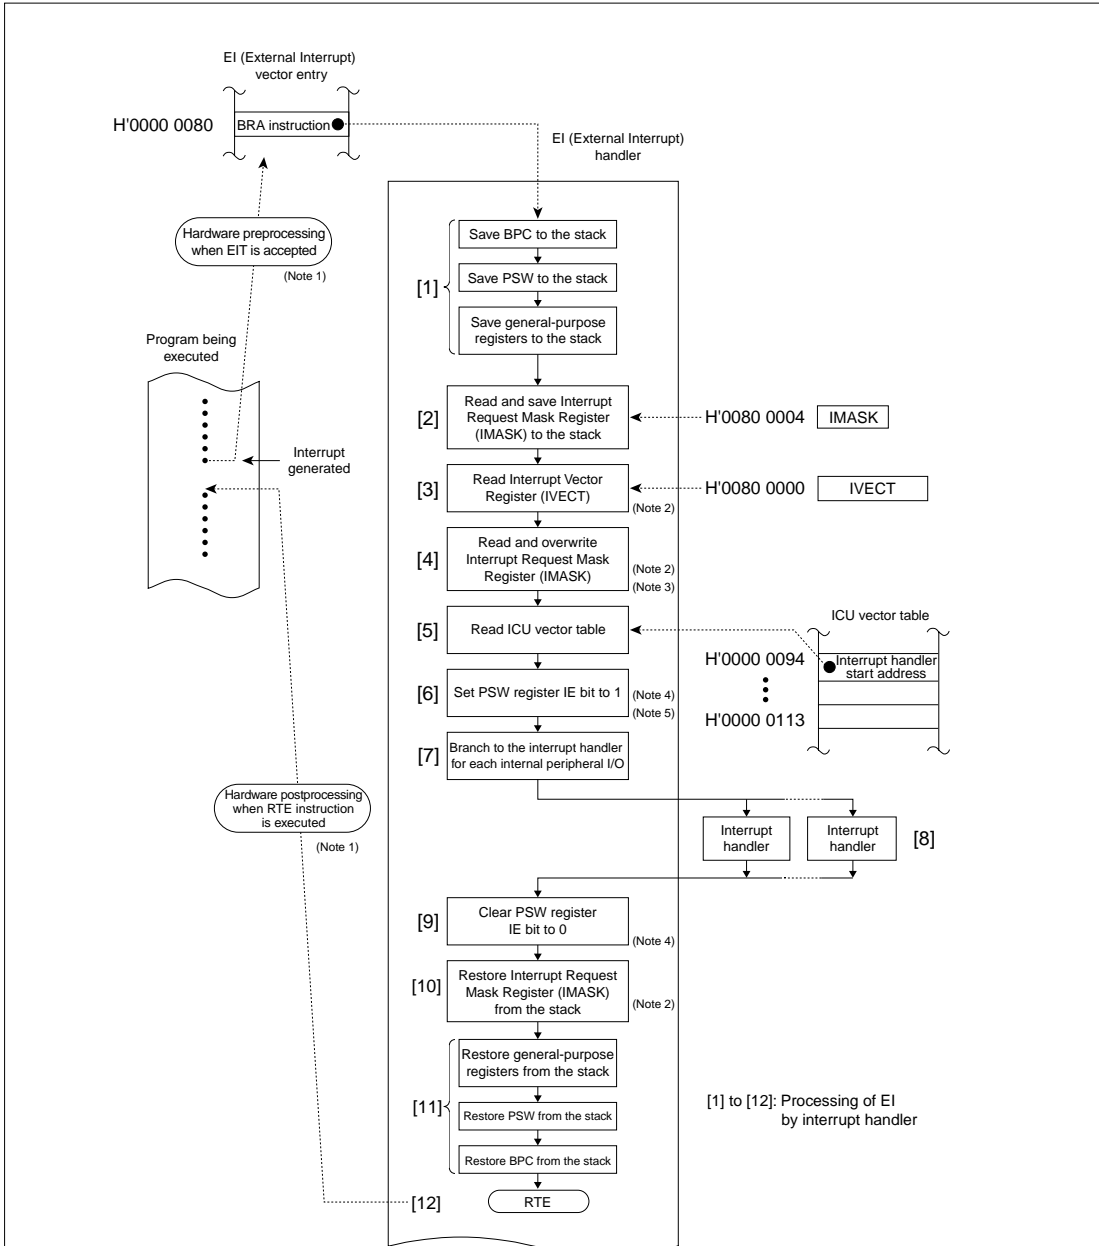 EI (External Interrupt)
vector entry
H'0000 0080
BRA instruction
EI (External Interrupt)
handler
Hardware preprocessing
when EIT is accepted
(Note 1)
Save BPC to the stack
[1]
Save PSW to the stack
Save general-purpose
registers to the stack
Program being
executed
Interrupt
generated
[2]
Read and save Interrupt
Request Mask Register
(IMASK) to the stack
H'0080 0004
IMASK
[3]
Read Interrupt Vector
Register (IVECT)
(Note 2)
H'0080 0000
IVECT
[4]
Read and overwrite
Interrupt Request Mask
Register (IMASK)
(Note 2)
(Note 3)
[5]
Read ICU vector table
ICU vector table
H'0000 0094
Interrupt handler
start address
H'0000 0113
[6]
Set PSW register IE bit to 1
(Note 4)
(Note 5)
[7]
Branch to the interrupt handler
for each internal peripheral I/O
Hardware postprocessing
when RTE instruction
is executed
(Note 1)
Interrupt
handler
Interrupt
handler
[8]
[9]
Clear PSW register
IE bit to 0
(Note 4)
[10]
Restore Interrupt Request
Mask Register (IMASK)
from the stack
(Note 2)
Restore general-purpose
registers from the stack
[11]
Restore PSW from the stack
Restore BPC from the stack
[12]
RTE
[1] to [12]: Processing of EI
by interrupt handler